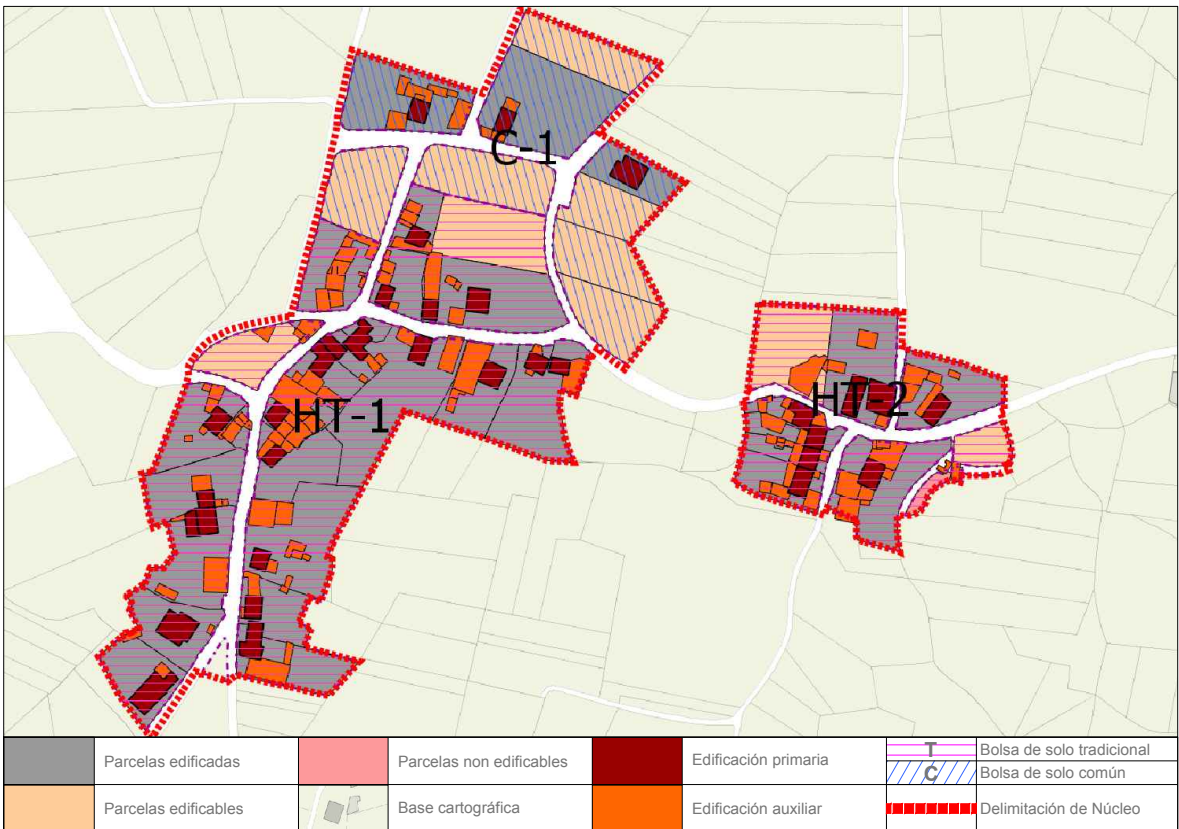 C-1
HT-2
HT-1
Parcelas edificadas
Parcelas non edificables
Edificación primaria
T
Bolsa de solo tradicional
C
Bolsa de solo común
Parcelas edificables
Base cartográfica
Edificación auxiliar
Delimitación de Núcleo